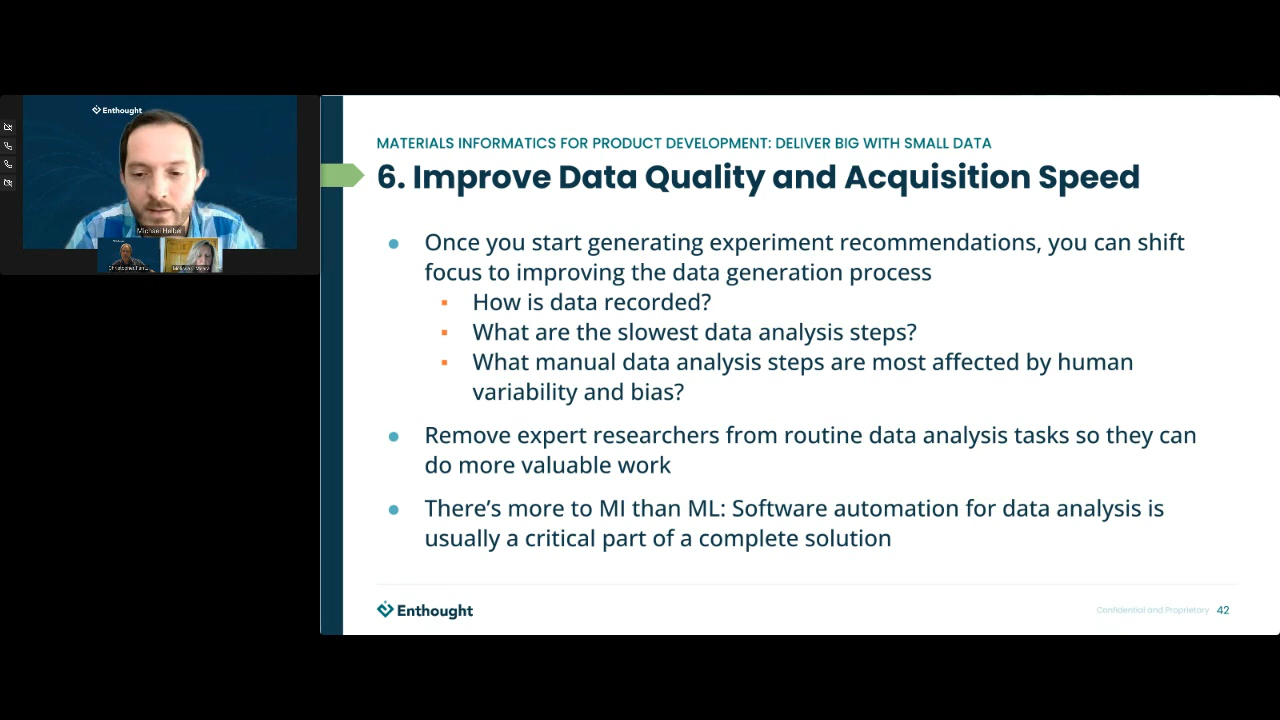 Enthought
Michael Heiber
MATERIALS INFORMATICS FOR PRODUCT DEVELOPMENT: DELIVER BIG WITH SMALL DATA
6. Improve Data Quality and Acquisition Speed
Once you start generating experiment recommendations, you can shift
focus to improving the data generation process
How is data recorded?
What are the slowest data analysis steps?
What manual data analysis steps are most affected by human
variability and bias?
Remove expert researchers from routine data analysis tasks so they can
do more valuable work
There’s more to MI than ML: Software automation for data analysis is
usually a critical part of a complete solution
Enthought
Confidential and Proprietary 42